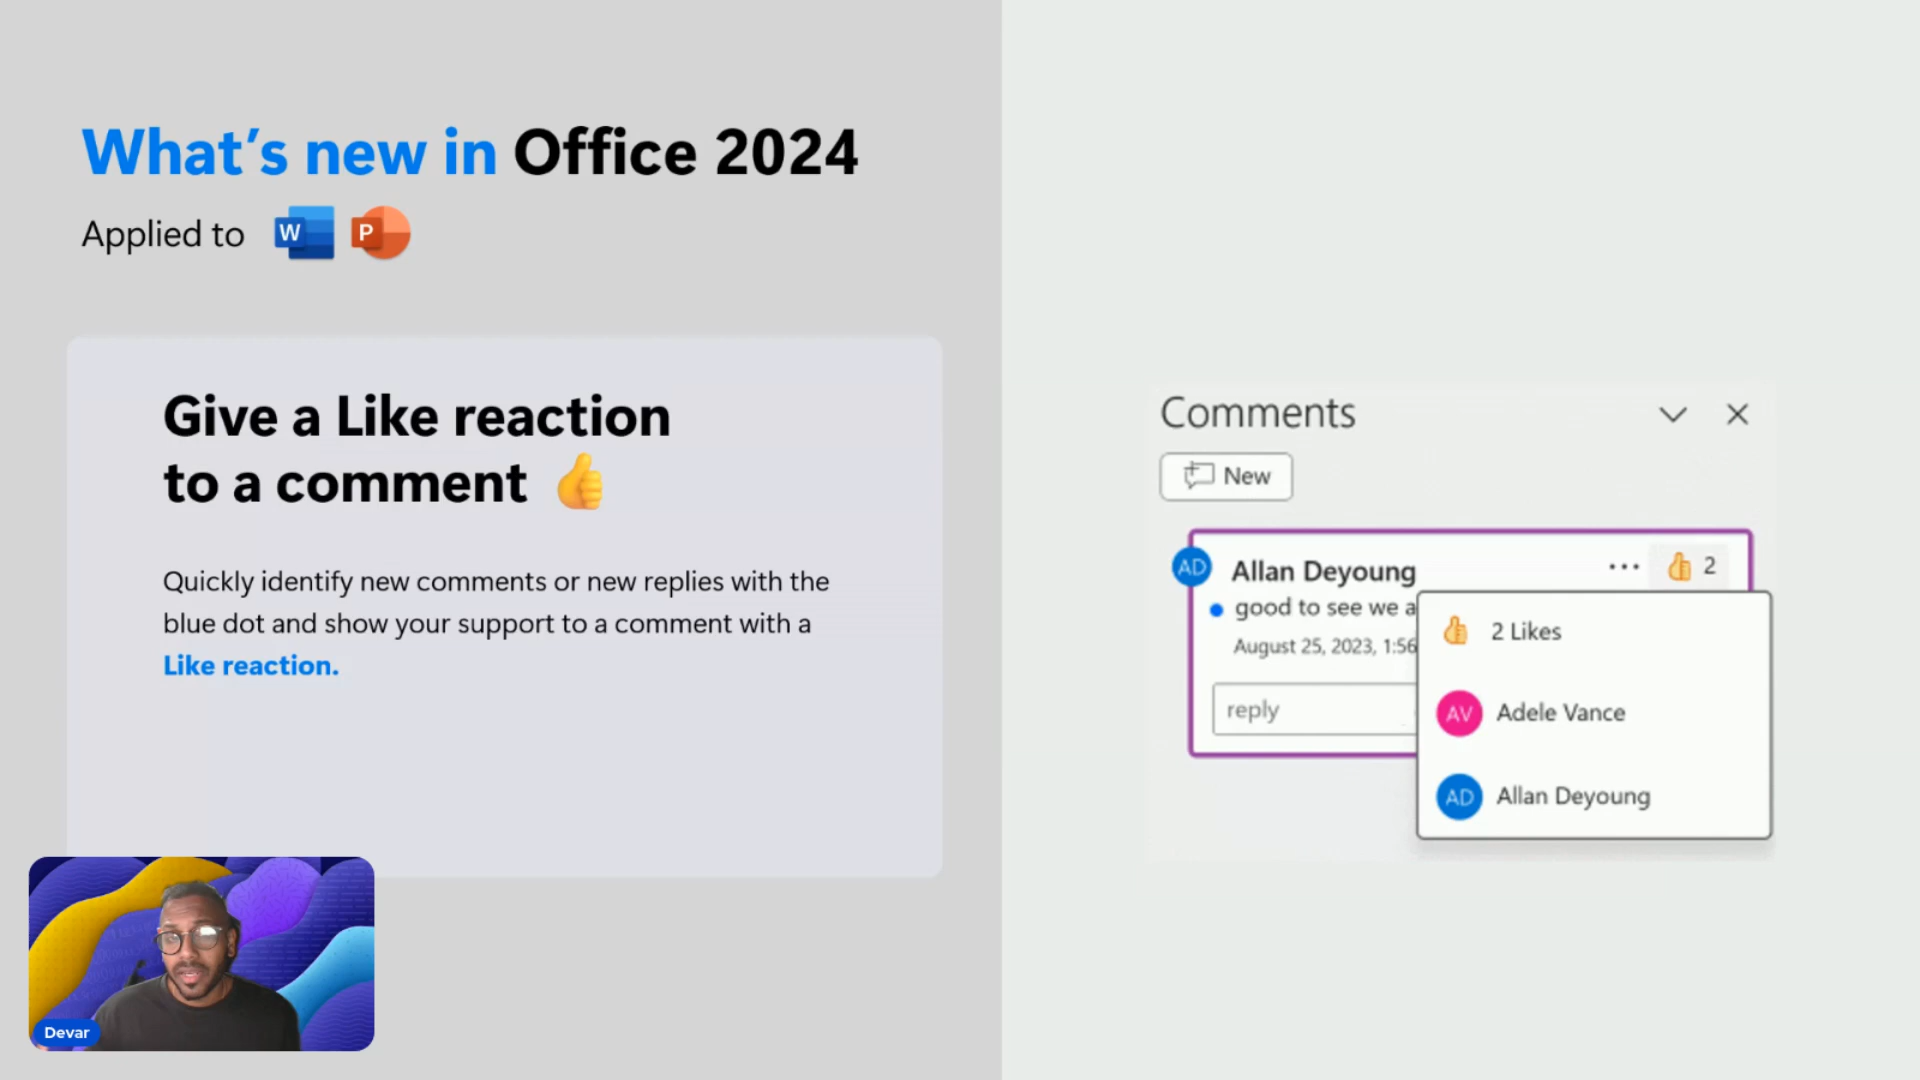 What's new in Office 2024
Applied to W P
Give a Like reaction
to a comment
Quickly identify new comments or new replies with the
blue dot and show your support to a comment with a
Like reaction.
Devar
Comments
New
AD Allan Deyoung 2
good to see we a
August 25, 2023, 1:56
reply
2 Likes
AV Adele Vance
AD Allan Deyoung